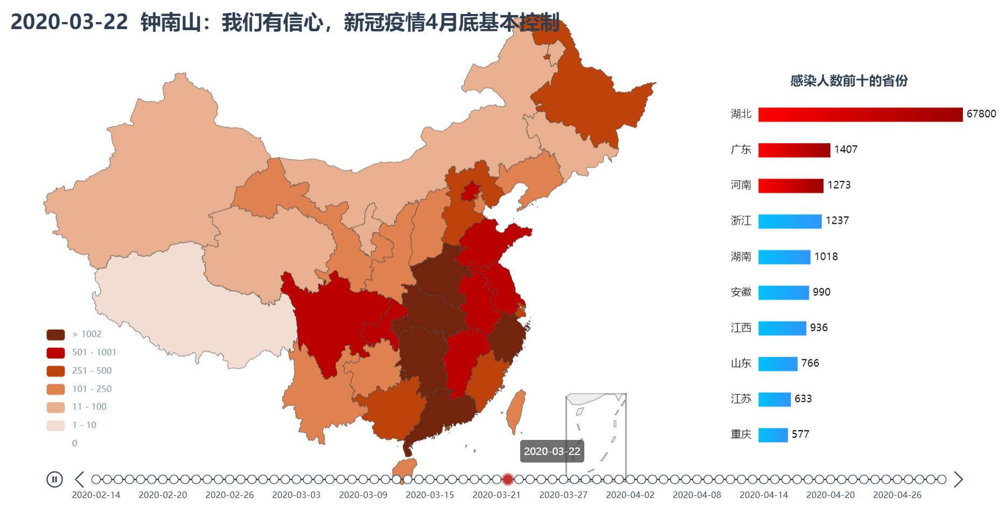 2020-03-22 钟南山：我们有信心，新冠疫情4月底基本控制
感染人数前十的省份
湖北 67800
广东 1407
河南 1273
浙江 1237
湖南 1018
安徽 990
江西 936
山东 766
江苏 633
重庆 577
> 1002
501 - 1001
251 - 500
101 - 250
11 - 100
1 - 10
0
2020-03-22
2020-02-14 2020-02-20 2020-02-26 2020-03-03 2020-03-09 2020-03-15 2020-03-21 2020-03-27 2020-04-02 2020-04-08 2020-04-14 2020-04-20 2020-04-26